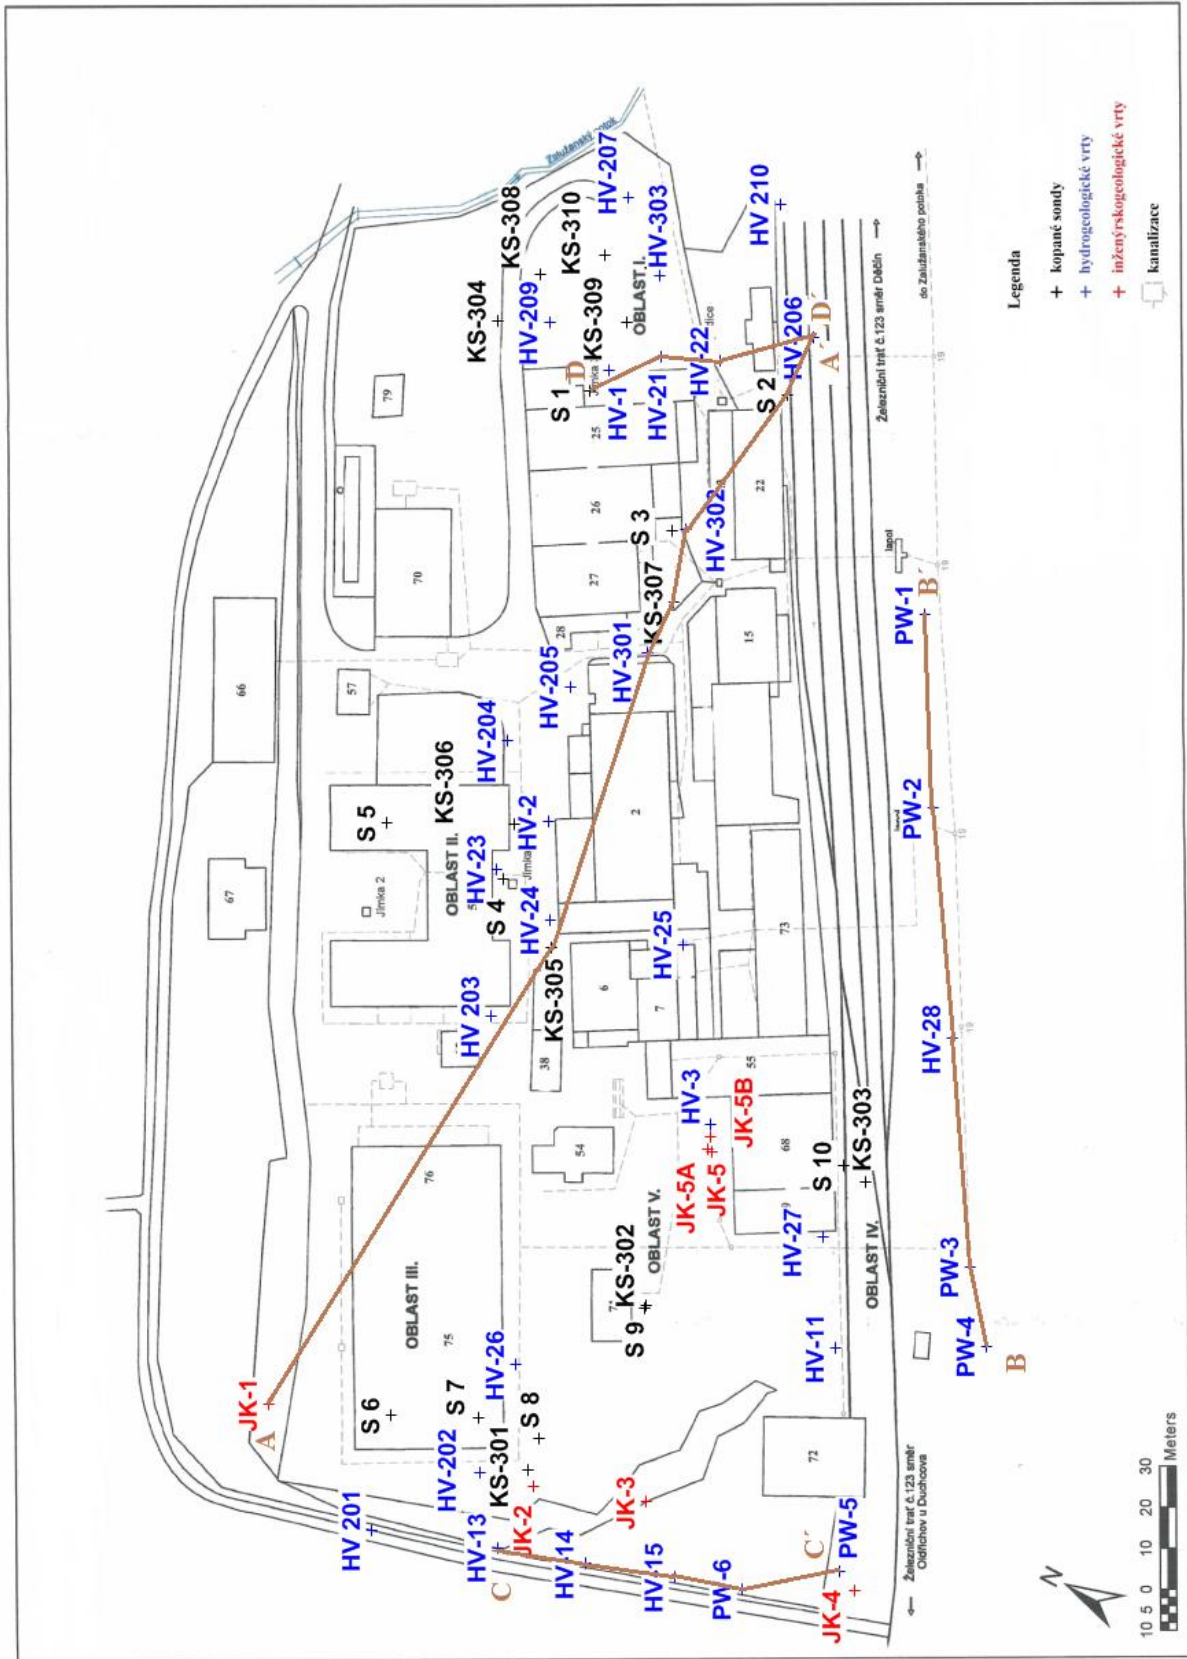 Zalužanský potok
HV-207
KS-308
KS-310
HV-303
HV 210
KS-304
HV-209
KS-309
OBLAST I.
do Zalužanského potoka
Železniční trať č.123 směr Děčín
HV-206
D´
A´
HV-22
D
S 1
HV-1
HV-21
S 2
79
25
26
27
28
22
19
S 3
HV-302
KS-307
70
lapol
19
PW-1
B´
15
66
57
HV-205
HV-301
HV-204
KS-306
S 5
HV-2
2
PW-2
19
67
Jímka 2
OBLAST II.
HV-23
S 4
Jímka
HV-24
HV-25
73
KS-305
6
7
HV 203
38
55
HV-28
19
HV-3
JK-5B
JK-5
JK-5A
54
68
S 10
KS-303
76
OBLAST III.
75
OBLAST V.
KS-302
S 9
HV-27
OBLAST IV.
PW-3
PW-4
B
HV-11
HV-26
JK-1
A
S 6
S 7
S 8
KS-301
HV-202
HV 201
HV-13
C
JK-2
JK-3
HV-14
HV-15
PW-6
72
C´
PW-5
JK-4
Železniční trať č.123 směr
Oldřichov u Duchcova
Legenda
kopané sondy
hydrogeologické vrty
inženýrskogeologické vrty
kanalizace
N
10 5 0 10 20 30
Meters